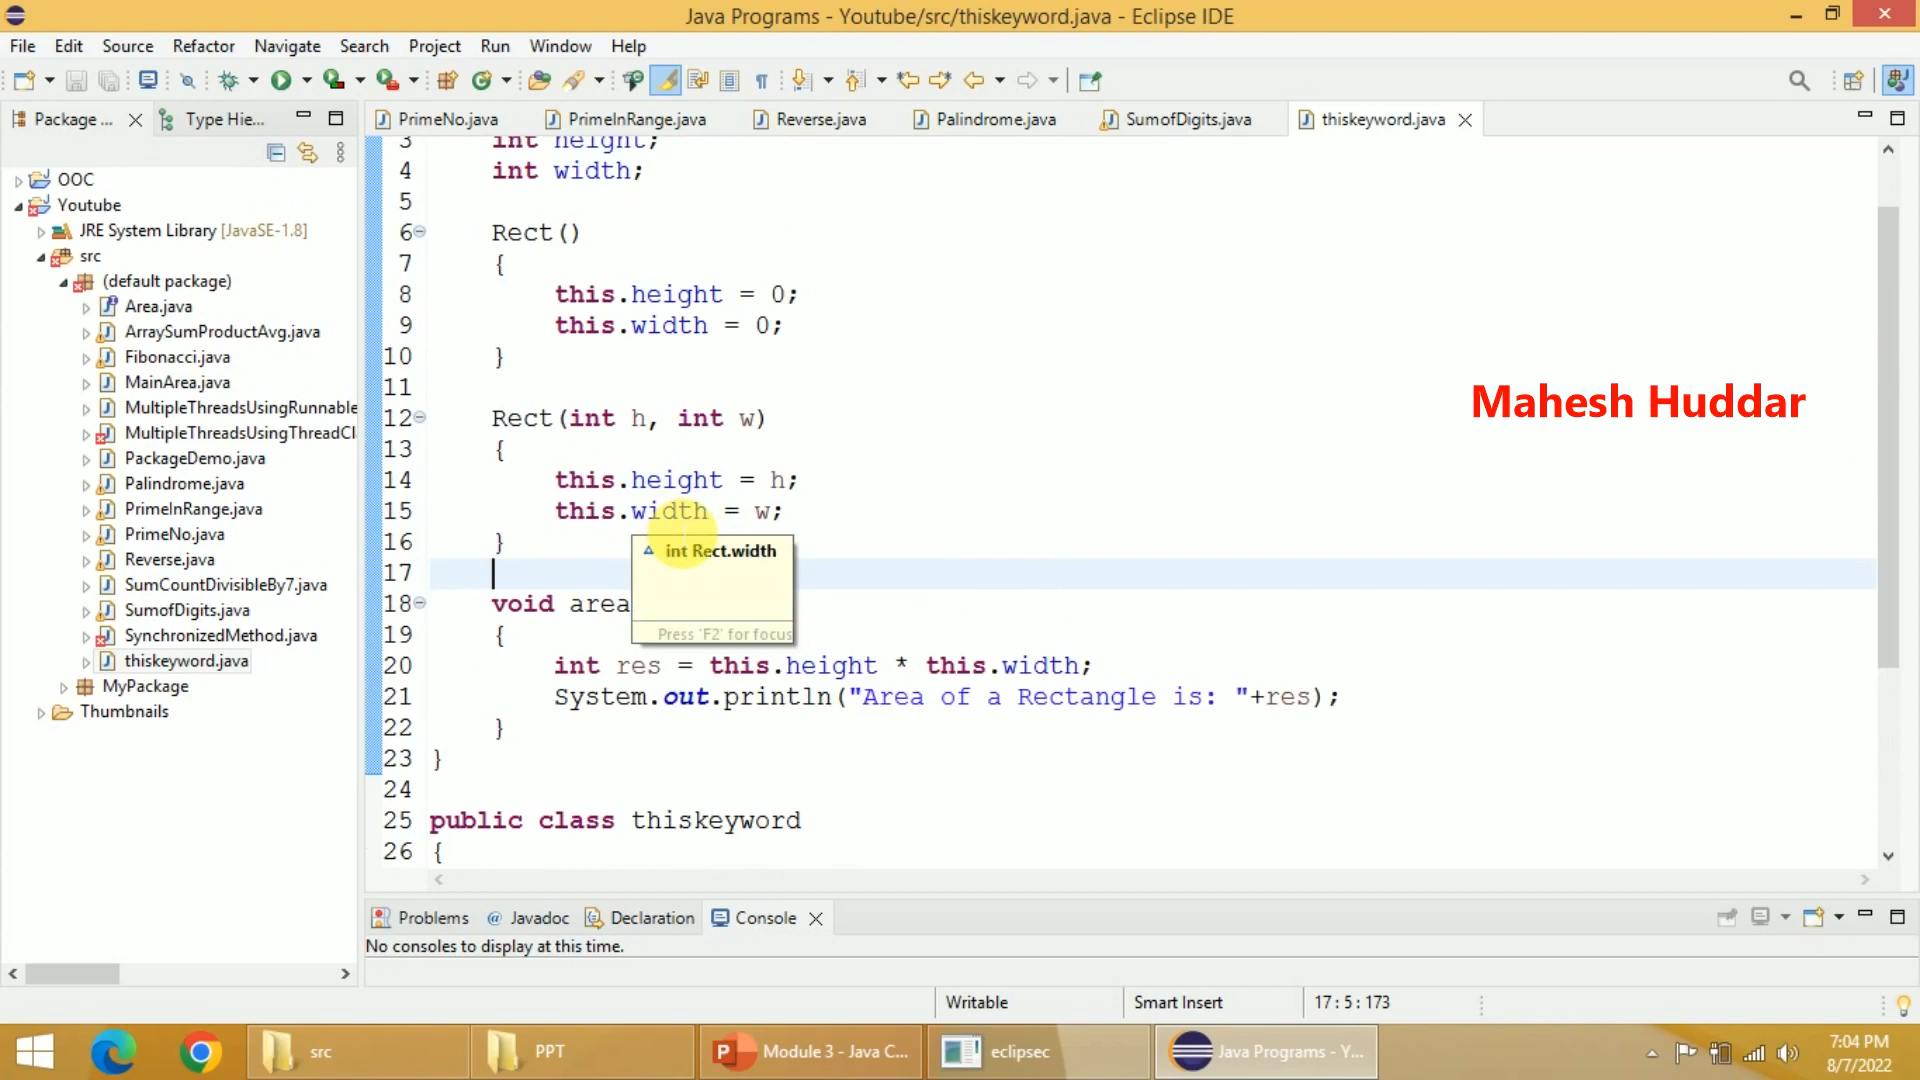 Java Programs - Youtube/src/thiskeyword.java - Eclipse IDE
File Edit Source Refactor Navigate Search Project Run Window Help
Package ... Type Hie...
PrimeNo.java PrimeInRange.java Reverse.java Palindrome.java SumofDigits.java thiskeyword.java
OOC
Youtube
JRE System Library [JavaSE-1.8]
src
(default package)
Area.java
ArraySumProductAvg.java
Fibonacci.java
MainArea.java
MultipleThreadsUsingRunnable
MultipleThreadsUsingThreadCl
PackageDemo.java
Palindrome.java
PrimeInRange.java
PrimeNo.java
Reverse.java
SumCountDivisibleBy7.java
SumofDigits.java
SynchronizedMethod.java
thiskeyword.java
MyPackage
Thumbnails
3 int height;
4 int width;
5
6 Rect()
7 {
8 this.height = 0;
9 this.width = 0;
10 }
11
12 Rect(int h, int w)
13 {
14 this.height = h;
15 this.width = w;
16 }
17
18 void area
19 {
20 int res = this.height * this.width;
21 System.out.println("Area of a Rectangle is: "+res);
22 }
23 }
24
25 public class thiskeyword
26 {
int Rect.width
Press 'F2' for focus
Mahesh Huddar
Problems @ Javadoc Declaration Console
No consoles to display at this time.
Writable Smart Insert 17 : 5 : 173
src PPT Module 3 - Java C... eclipsec Java Programs - Y...
7:04 PM
8/7/2022